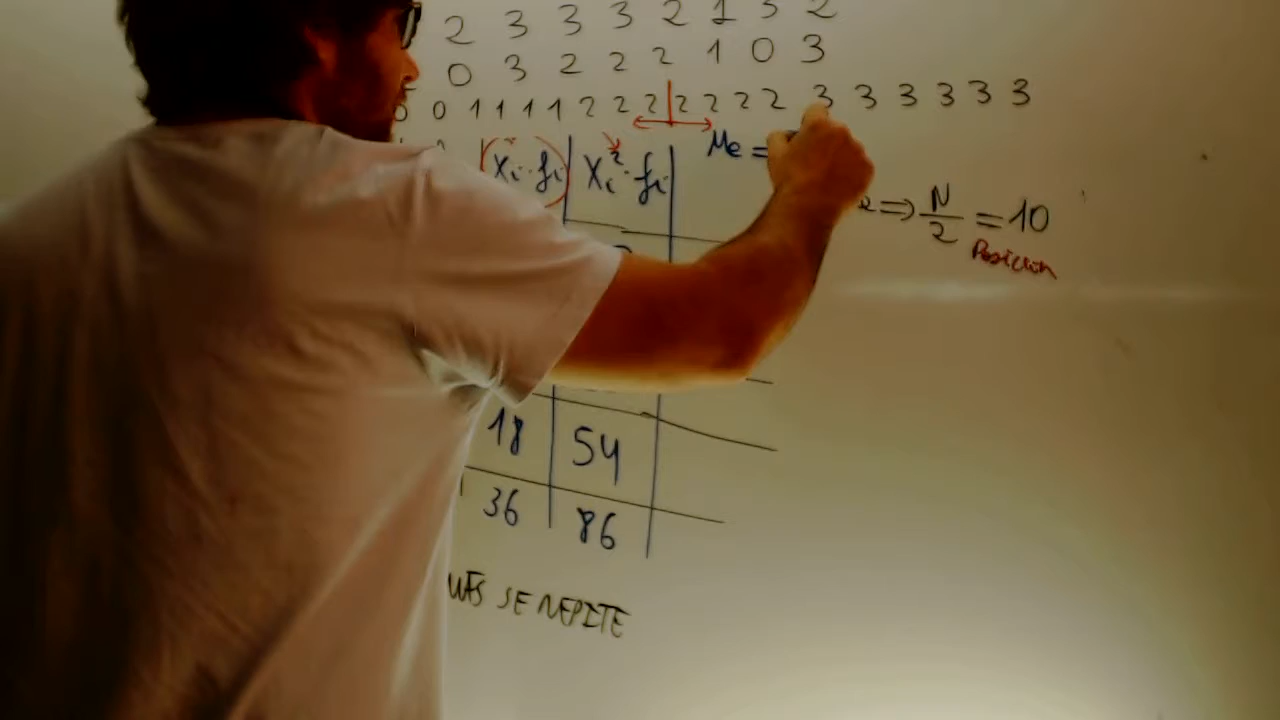 2 3 3 3 2 1 3 2
0 3 2 2 2 1 0 3
0 0 1 1 1 1 2 2 2 2 2 2 2 3 3 3 3 3 3
Me =
xᵢ·fᵢ xᵢ²·fᵢ
⇒ N/2 = 10
Posicion
18 54
36 86
MÁS SE REPITE